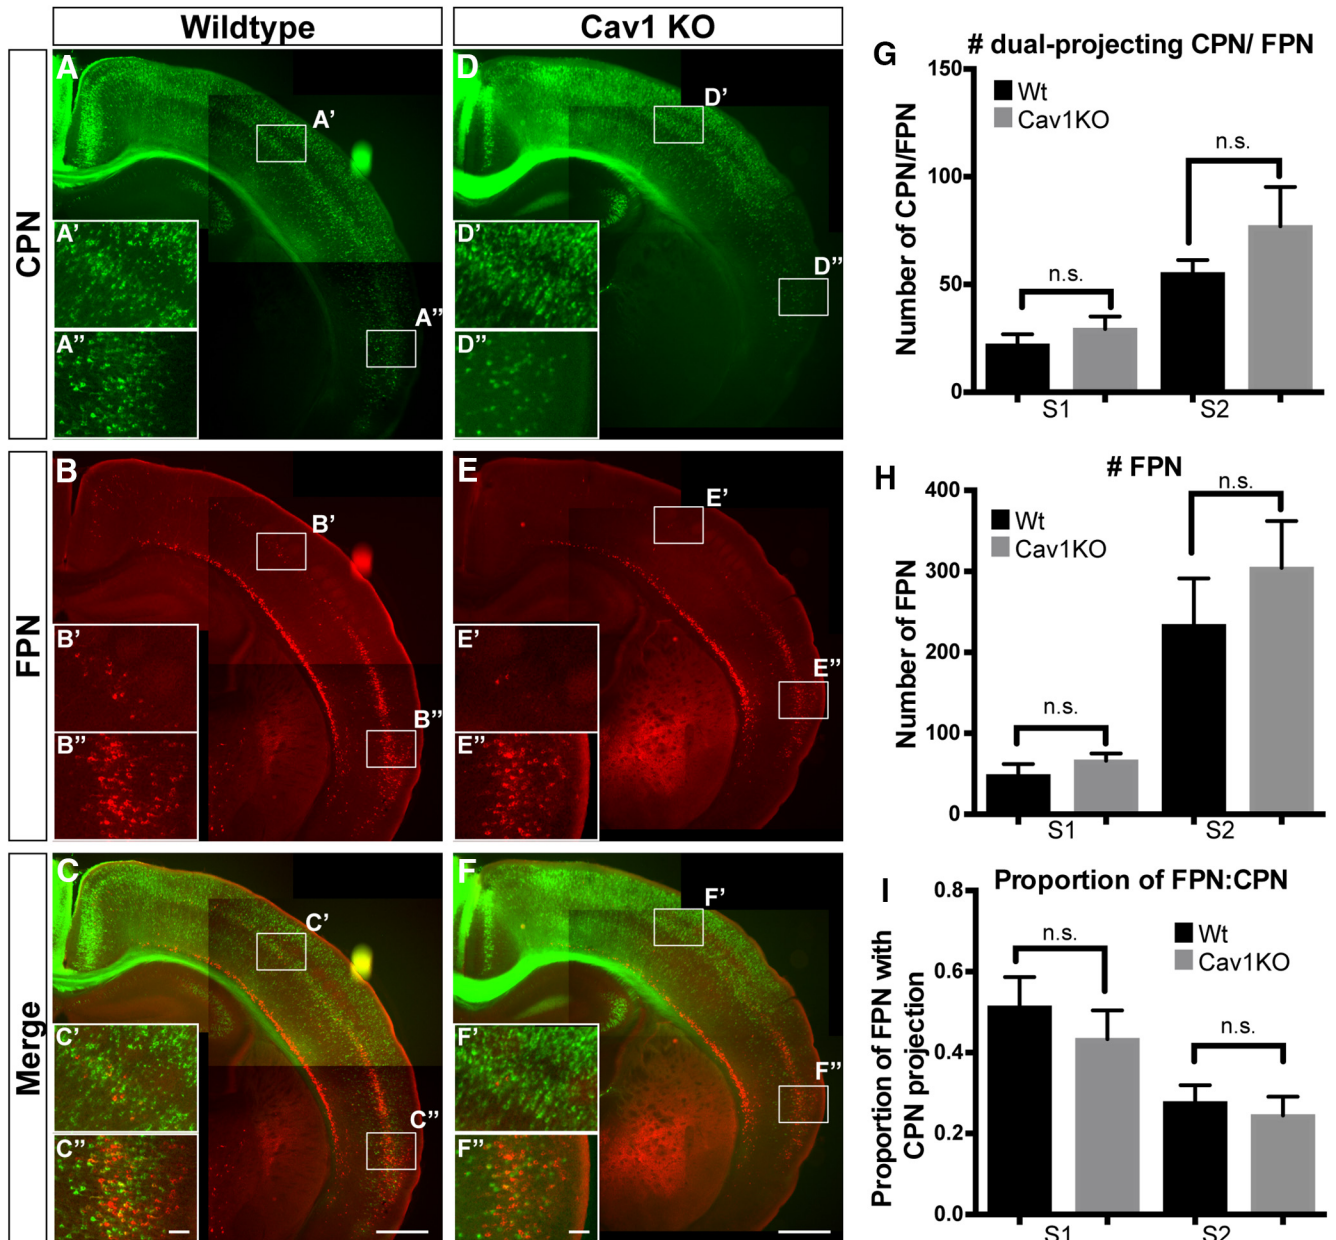 Wildtype
Cav1 KO
CPN
A
A’
A’’
A’
A’’
D
D’
D’’
D’
D’’
FPN
B
B’
B’’
B’
B’’
E
E’
E’’
E’
E’’
Merge
C
C’
C’’
C’
C’’
F
F’
F’’
F’
F’’
G
# dual-projecting CPN/ FPN
Number of CPN/FPN
150
100
50
0
Wt
Cav1KO
n.s.
n.s.
S1
S2
H
# FPN
Number of FPN
400
300
200
100
0
Wt
Cav1KO
n.s.
n.s.
S1
S2
I
Proportion of FPN:CPN
Proportion of FPN with
CPN projection
0.8
0.6
0.4
0.2
0.0
Wt
Cav1KO
n.s.
n.s.
S1
S2